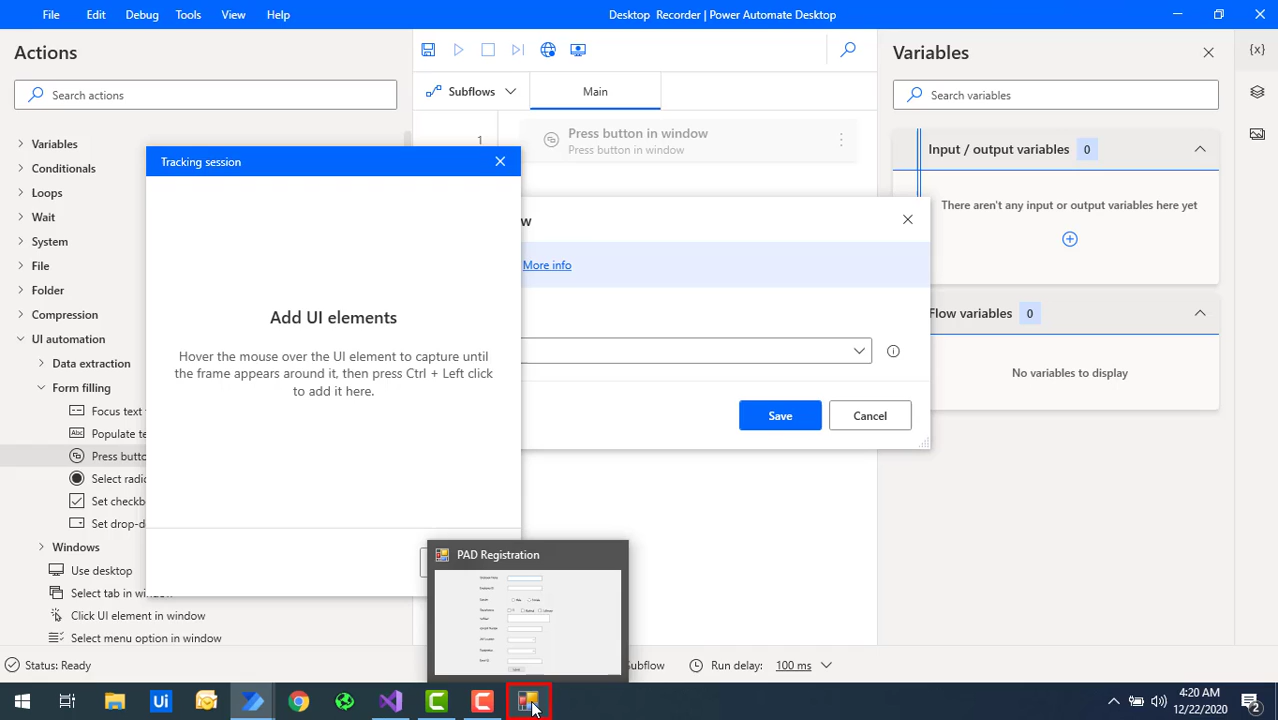 File Edit Debug Tools View Help
Desktop Recorder | Power Automate Desktop
Actions
Search actions
Variables
Conditionals
Loops
Wait
System
File
Folder
Compression
UI automation
Data extraction
Form filling
Focus text
Populate te
Press butto
Select radi
Set checkb
Set drop-d
Windows
Use desktop
Select tab in window
Click UI element in window
Select menu option in window
Subflows
Main
1
Press button in window
Press button in window
Tracking session
Add UI elements
Hover the mouse over the UI element to capture until
the frame appears around it, then press Ctrl + Left click
to add it here.
w
More info
Save
Cancel
Variables
{x}
Search variables
Input / output variables 0
There aren't any input or output variables here yet
Flow variables 0
No variables to display
PAD Registration
Status: Ready
Subflow
Run delay: 100 ms
Ui
4:20 AM
12/22/2020
2